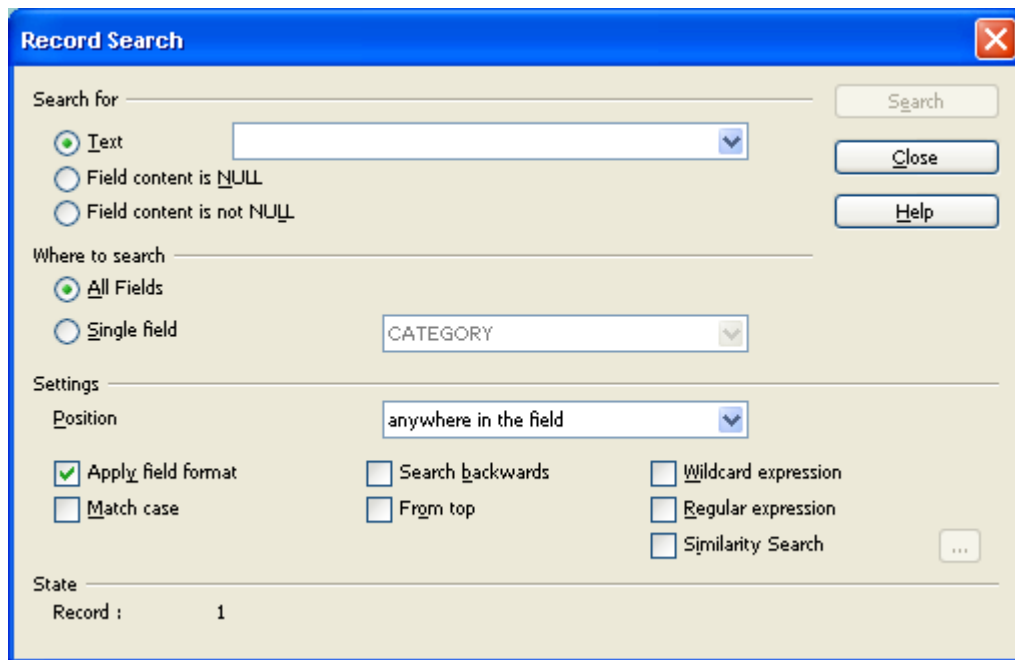 Record Search
Search for
Search
Text
Close
Field content is NULL
Field content is not NULL
Help
Where to search
All Fields
Single field
CATEGORY
Settings
Position
anywhere in the field
Apply field format
Search backwards
Wildcard expression
Match case
From top
Regular expression
Similarity Search
...
State
Record :
1